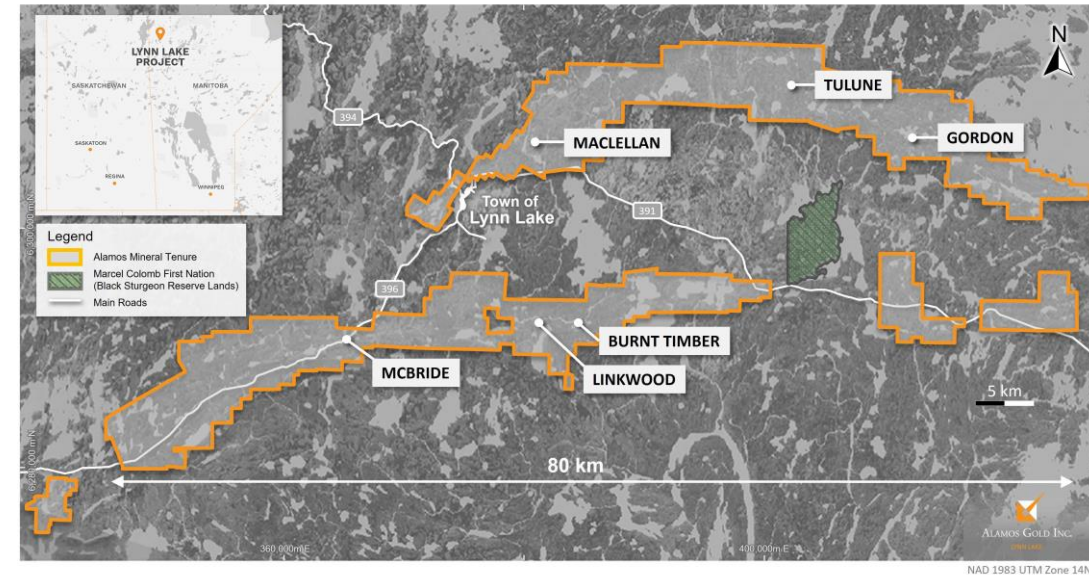 LYNN LAKE
PROJECT
SASKATCHEWAN
MANITOBA
SASKATOON
REGINA
WINNIPEG
Legend
Alamos Mineral Tenure
Marcel Colomb First Nation
(Black Sturgeon Reserve Lands)
Main Roads
N
394
TULUNE
MACLELLAN
GORDON
Town of
Lynn Lake
391
396
BURNT TIMBER
MCBRIDE
LINKWOOD
5 km
80 km
360,000m E
400,000m E
ALAMOS GOLD INC.
LYNN LAKE
NAD 1983 UTM Zone 14N